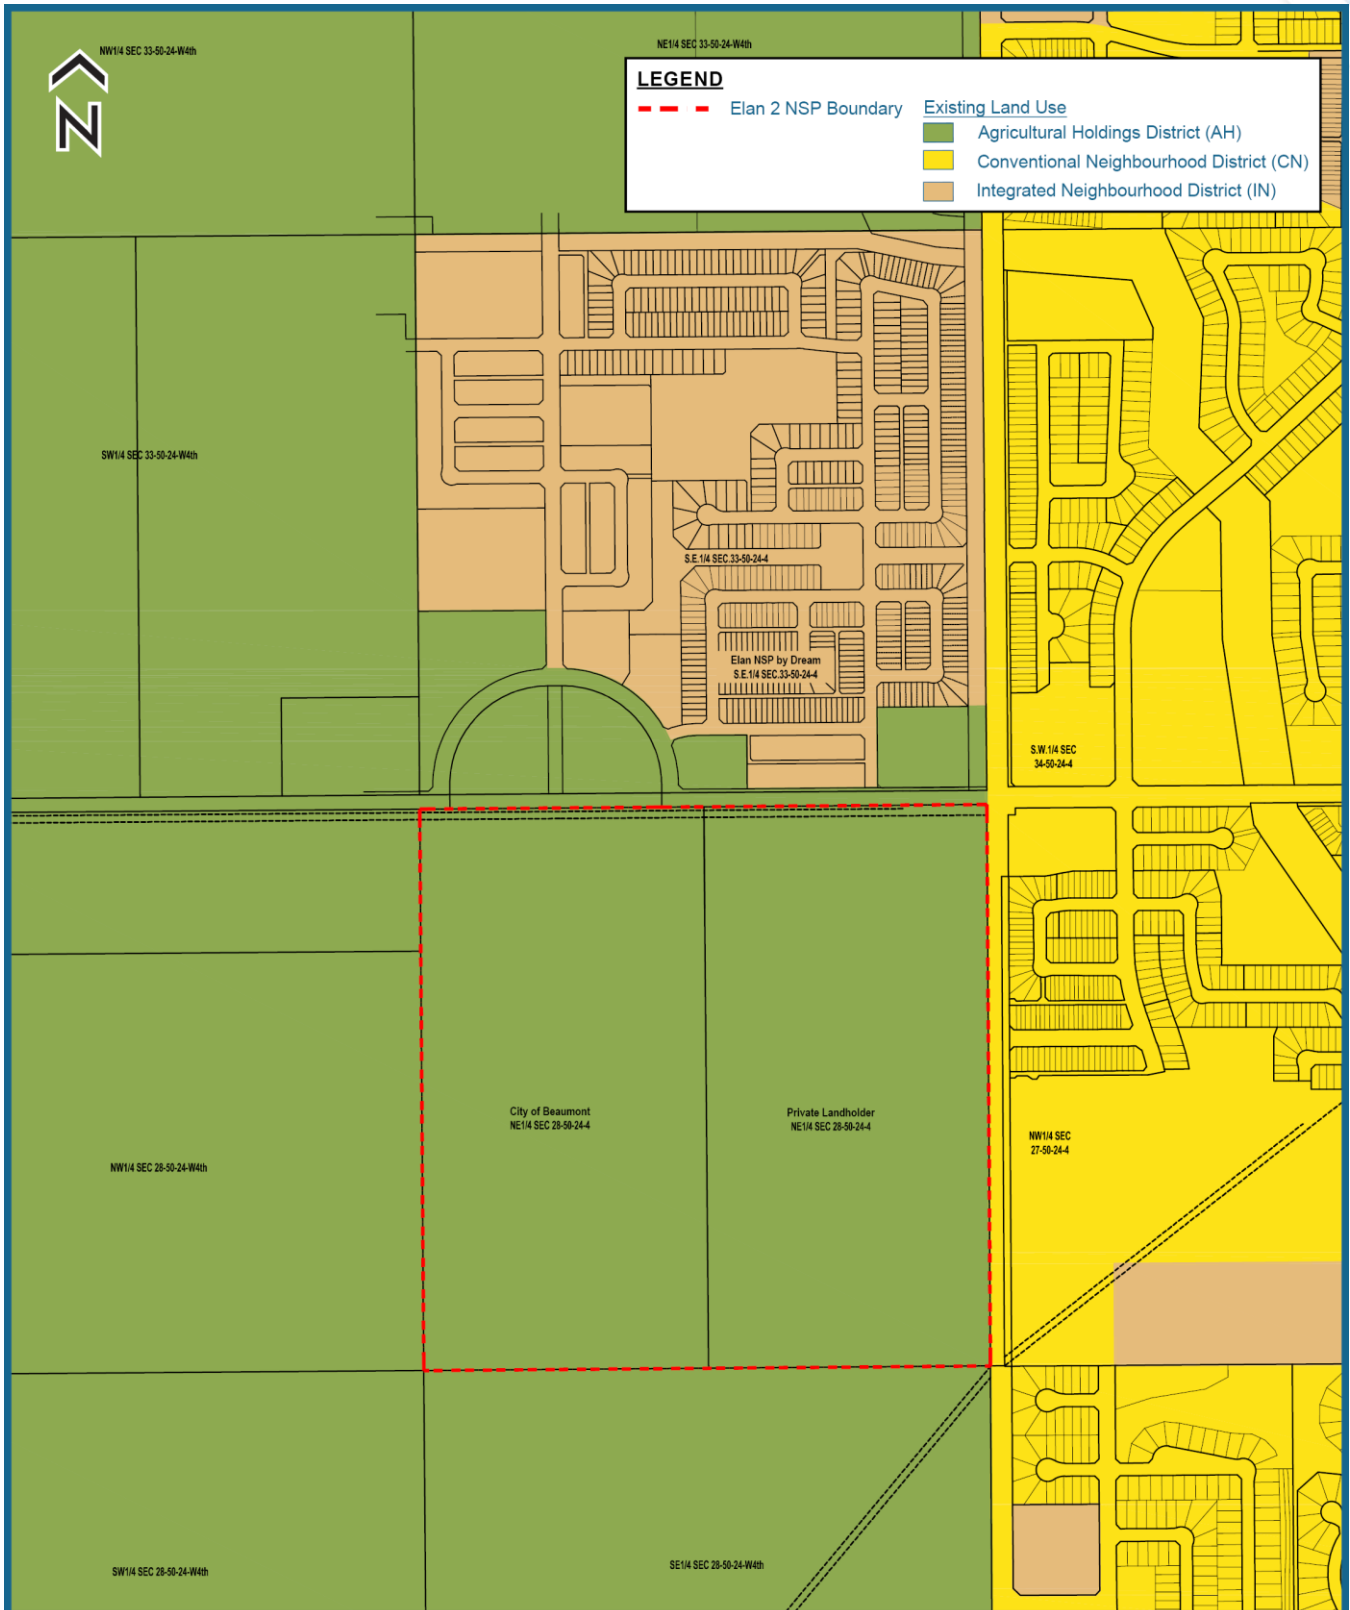 NW1/4 SEC 33-50-24-W4th
NE1/4 SEC 33-50-24-W4th
N
LEGEND
Elan 2 NSP Boundary
Existing Land Use
Agricultural Holdings District (AH)
Conventional Neighbourhood District (CN)
Integrated Neighbourhood District (IN)
SW1/4 SEC 33-50-24-W4th
S.E.1/4 SEC.33-50-24-4
Elan NSP by Dream
S.E.1/4 SEC.33-50-24-4
S.W.1/4 SEC
34-50-24-4
City of Beaumont
NE1/4 SEC 28-50-24-4
Private Landholder
NE1/4 SEC 28-50-24-4
NW1/4 SEC
27-50-24-4
NW1/4 SEC 28-50-24-W4th
SW1/4 SEC 28-50-24-W4th
SE1/4 SEC 28-50-24-W4th